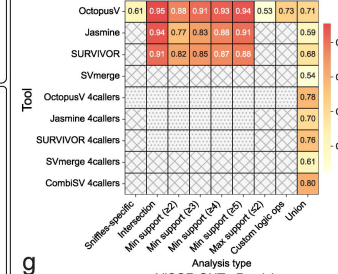 OctopusV 0.61 0.95 0.88 0.91 0.93 0.94 0.53 0.73 0.71
Jasmine 0.94 0.77 0.83 0.88 0.91 0.59
SURVIVOR 0.91 0.82 0.85 0.87 0.88 0.68
SVmerge 0.54
OctopusV 4callers 0.78
Jasmine 4callers 0.70
SURVIVOR 4callers 0.76
SVmerge 4callers 0.61
CombiSV 4callers 0.80
Tool
Sniffles-specific
Intersection
Min support (≥2)
Min support (≥3)
Min support (≥4)
Min support (≥5)
Max support (≤2)
Custom logic ops
Union
Analysis type
g